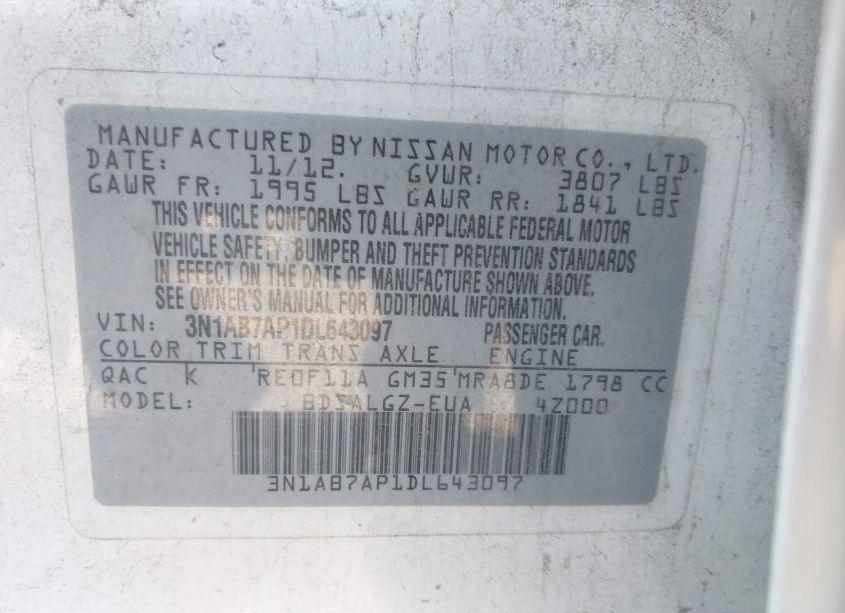 MANUFACTURED BY NISSAN MOTOR CO., LTD.
DATE: 11/12. GVWR: 3807 LBS
GAWR FR: 1995 LBS GAWR RR: 1841 LBS
THIS VEHICLE CONFORMS TO ALL APPLICABLE FEDERAL MOTOR
VEHICLE SAFETY, BUMPER AND THEFT PREVENTION STANDARDS
IN EFFECT ON THE DATE OF MANUFACTURE SHOWN ABOVE.
SEE OWNER'S MANUAL FOR ADDITIONAL INFORMATION.
VIN: 3N1AB7AP1DL643097 PASSENGER CAR.
COLOR TRIM TRANS AXLE ENGINE
QAC K RE0F11A GM35 MRA8DE 1798 CC
MODEL: BDSALGZ-EUA 4Z000
3N1AB7AP1DL643097